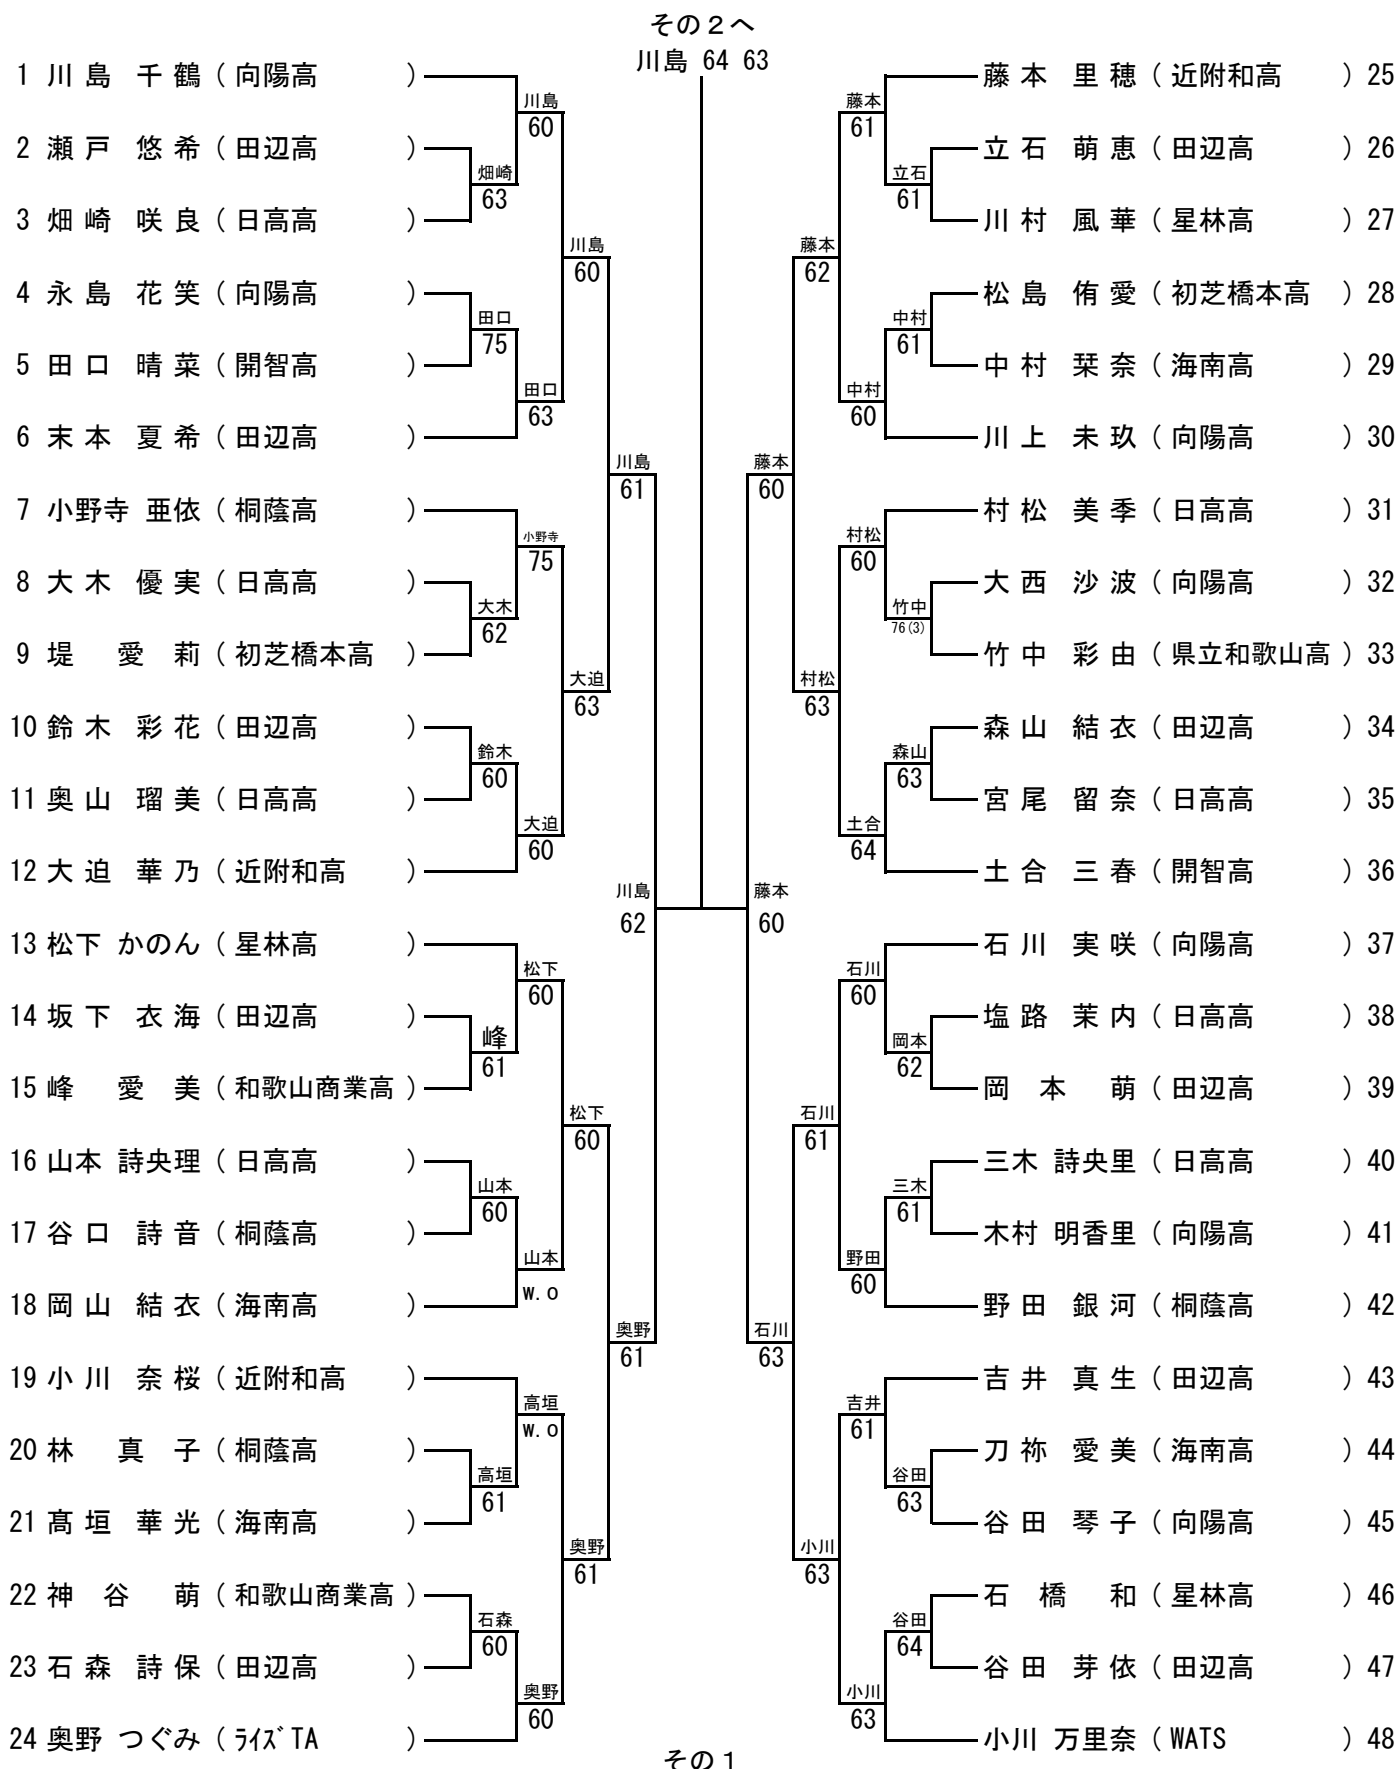 その２へ
川島 64 63
1 川島 千鶴（向陽高）
川島
60
2 瀬戸 悠希（田辺高）
畑崎
63
3 畑崎 咲良（日高高）
川島
60
4 永島 花笑（向陽高）
田口
75
5 田口 晴菜（開智高）
田口
63
6 末本 夏希（田辺高）
川島
61
7 小野寺 亜依（桐蔭高）
小野寺
75
8 大木 優実（日高高）
大木
62
9 堤 愛莉（初芝橋本高）
大迫
63
10 鈴木 彩花（田辺高）
鈴木
60
11 奥山 瑠美（日高高）
大迫
60
12 大迫 華乃（近附和高）
川島
62
13 松下 かのん（星林高）
松下
60
14 坂下 衣海（田辺高）
峰
61
15 峰 愛美（和歌山商業高）
松下
60
16 山本 詩央理（日高高）
山本
60
17 谷口 詩音（桐蔭高）
山本
w.o
18 岡山 結衣（海南高）
奥野
61
19 小川 奈桜（近附和高）
高垣
w.o
20 林 真子（桐蔭高）
高垣
61
21 髙垣 華光（海南高）
奥野
61
22 神谷 萌（和歌山商業高）
石森
60
23 石森 詩保（田辺高）
奥野
60
24 奥野 つぐみ（ﾗｲｽﾞTA）
藤本 里穂（近附和高）25
藤本
61
立石 萌恵（田辺高）26
立石
61
川村 風華（星林高）27
藤本
62
松島 侑愛（初芝橋本高）28
中村
61
中村 栞奈（海南高）29
中村
60
川上 未玖（向陽高）30
藤本
60
村松 美季（日高高）31
村松
60
大西 沙波（向陽高）32
竹中
76(3)
竹中 彩由（県立和歌山高）33
村松
63
森山 結衣（田辺高）34
森山
63
宮尾 留奈（日高高）35
土合
64
土合 三春（開智高）36
藤本
60
石川 実咲（向陽高）37
石川
60
塩路 茉内（日高高）38
岡本
62
岡本 萌（田辺高）39
石川
61
三木 詩央里（日高高）40
三木
61
木村 明香里（向陽高）41
野田
60
野田 銀河（桐蔭高）42
石川
63
吉井 真生（田辺高）43
吉井
61
刀祢 愛美（海南高）44
谷田
63
谷田 琴子（向陽高）45
小川
63
石橋 和（星林高）46
谷田
64
谷田 芽依（田辺高）47
小川
63
小川 万里奈（WATS）48
その１